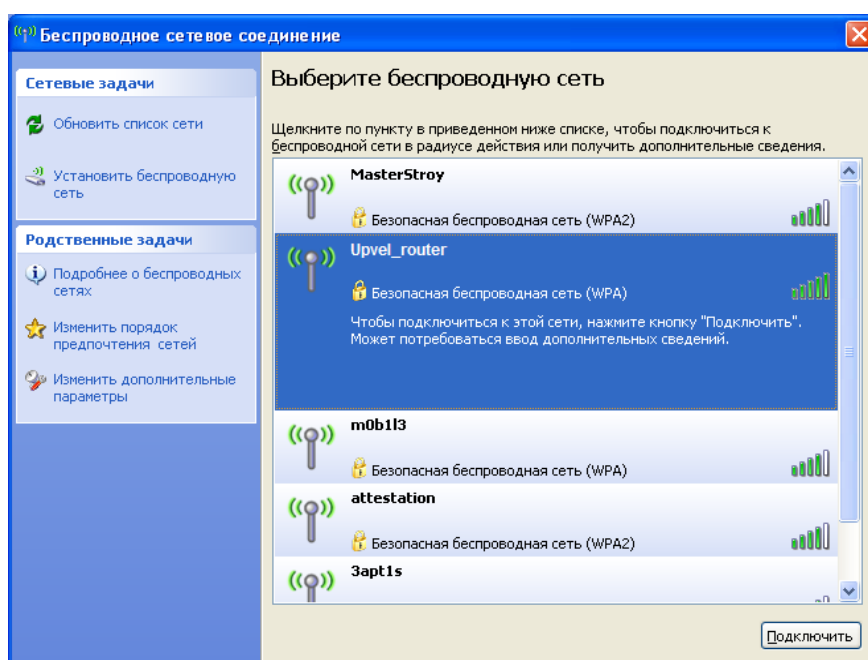 Беспроводное сетевое соединение
Сетевые задачи
Обновить список сети
Установить беспроводную
сеть
Родственные задачи
Подробнее о беспроводных
сетях
Изменить порядок
предпочтения сетей
Изменить дополнительные
параметры
Выберите беспроводную сеть
Щелкните по пункту в приведенном ниже списке, чтобы подключиться к
беспроводной сети в радиусе действия или получить дополнительные сведения.
MasterStroy
Безопасная беспроводная сеть (WPA2)
Upvel_router
Безопасная беспроводная сеть (WPA)
Чтобы подключиться к этой сети, нажмите кнопку "Подключить".
Может потребоваться ввод дополнительных сведений.
m0b1l3
Безопасная беспроводная сеть (WPA)
attestation
Безопасная беспроводная сеть (WPA2)
3apt1s
Подключить